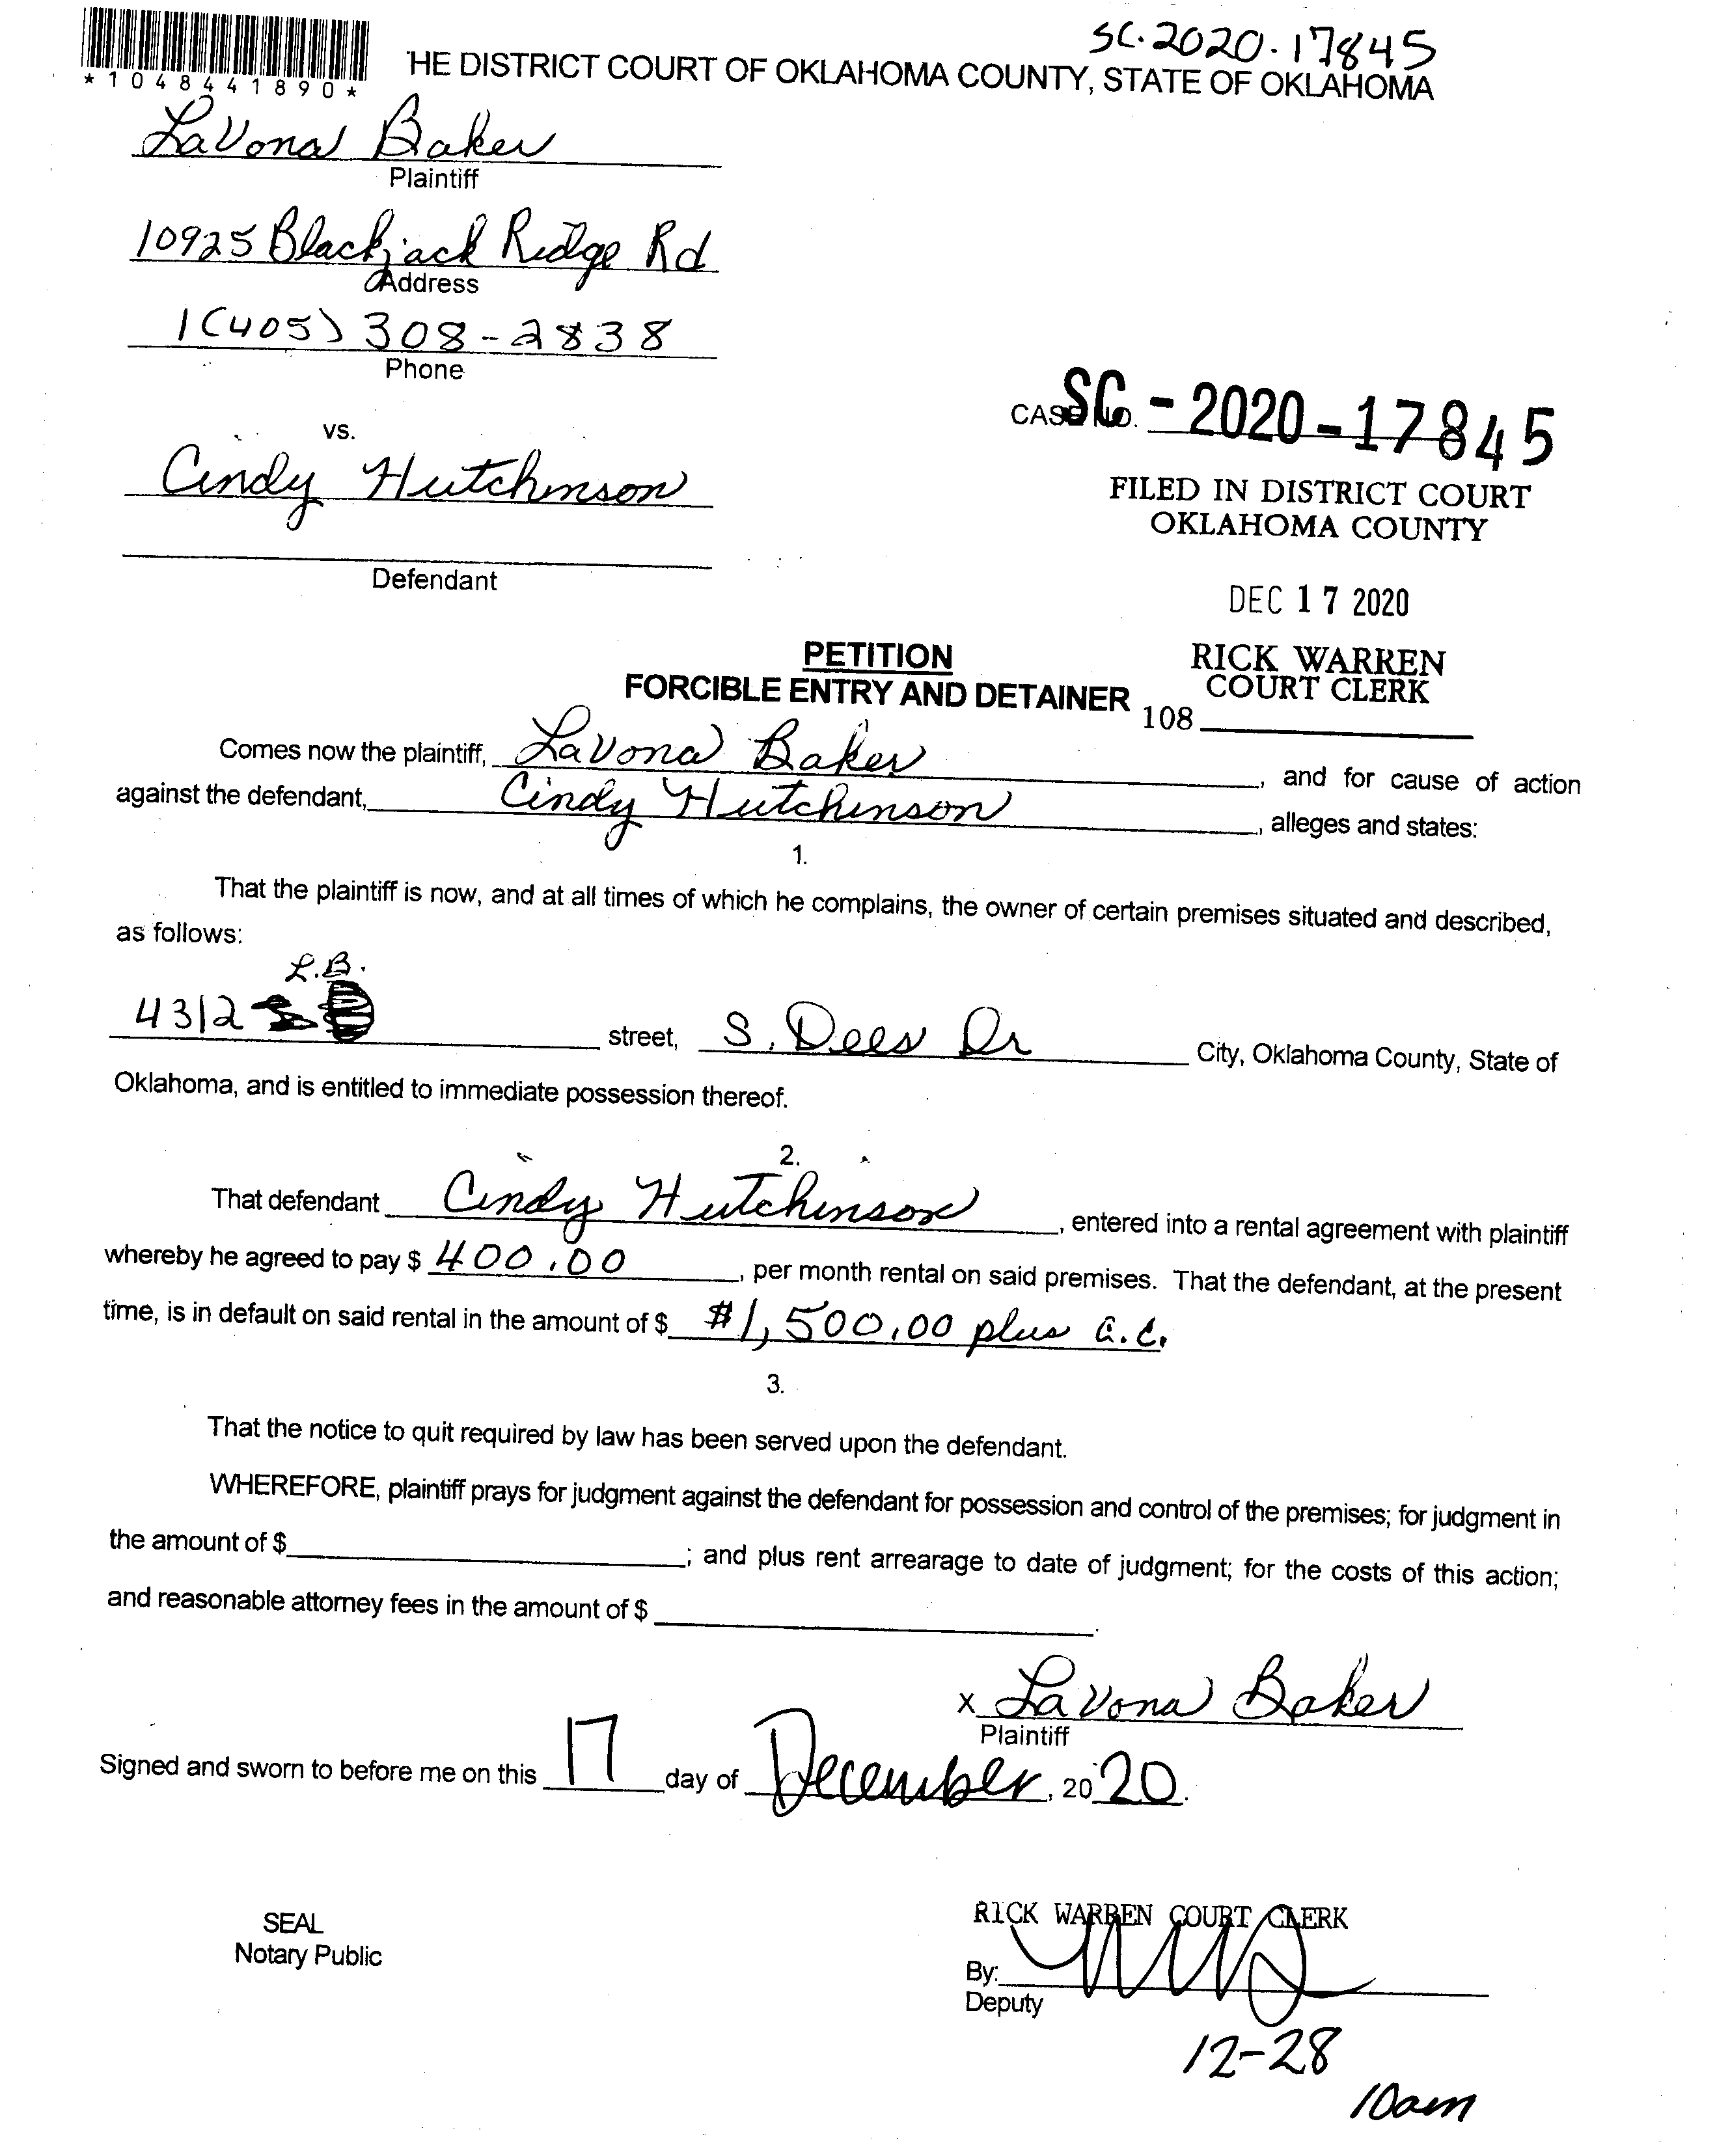 SC-2020-17845
*1048441890*
HE DISTRICT COURT OF OKLAHOMA COUNTY, STATE OF OKLAHOMA
LaVona Baker
Plaintiff
10925 Blackjack Ridge Rd
Address
1(405) 308-2838
Phone
vs.
CASE NO. SC-2020-17845
Cindy Hutchinson
FILED IN DISTRICT COURT
OKLAHOMA COUNTY
Defendant
DEC 17 2020
PETITION
RICK WARREN
COURT CLERK
FORCIBLE ENTRY AND DETAINER
108
Comes now the plaintiff, LaVona Baker, and for cause of action
against the defendant, Cindy Hutchinson, alleges and states:
1.
That the plaintiff is now, and at all times of which he complains, the owner of certain premises situated and described,
as follows:
L.B.
4312 street, S. Dees Dr City, Oklahoma County, State of
Oklahoma, and is entitled to immediate possession thereof.
2.
That defendant Cindy Hutchinson, entered into a rental agreement with plaintiff
whereby he agreed to pay $ 400.00, per month rental on said premises. That the defendant, at the present
time, is in default on said rental in the amount of $ #1,500.00 plus a.c.
3.
That the notice to quit required by law has been served upon the defendant.
WHEREFORE, plaintiff prays for judgment against the defendant for possession and control of the premises; for judgment in
the amount of $ ; and plus rent arrearage to date of judgment; for the costs of this action;
and reasonable attorney fees in the amount of $ .
X LaVona Baker
Plaintiff
Signed and sworn to before me on this 17 day of December, 2020.
SEAL
Notary Public
RICK WARREN COURT CLERK
By:
Deputy
12-28
10am